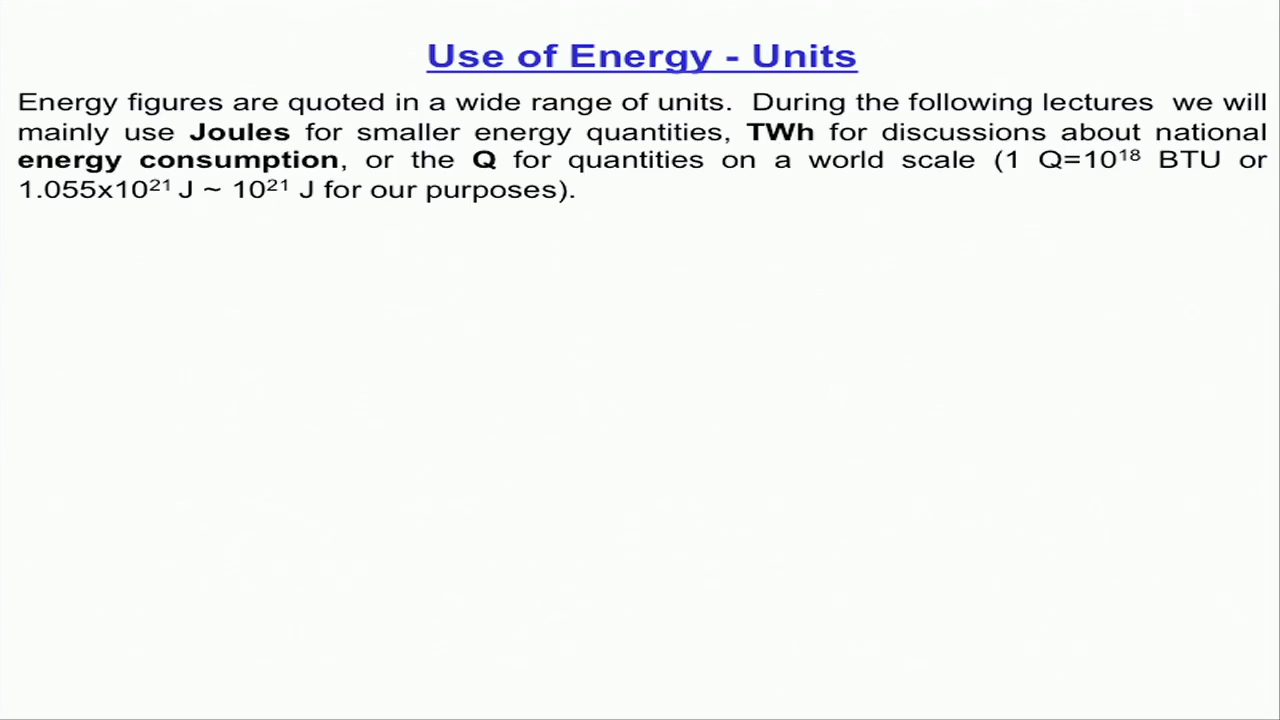 Use of Energy - Units
Energy figures are quoted in a wide range of units. During the following lectures we will
mainly use Joules for smaller energy quantities, TWh for discussions about national
energy consumption, or the Q for quantities on a world scale (1 Q=10¹⁸ BTU or
1.055x10²¹ J ~ 10²¹ J for our purposes).